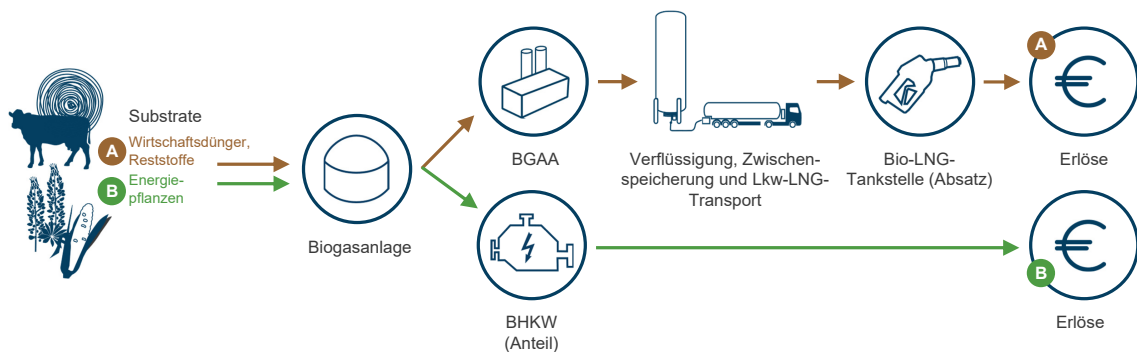 Substrate
A
Wirtschaftsdünger,
Reststoffe
B
Energie-
pflanzen
Biogasanlage
BGAA
Verflüssigung, Zwischen-
speicherung und Lkw-LNG-
Transport
Bio-LNG-
Tankstelle (Absatz)
A
€
Erlöse
BHKW
(Anteil)
B
€
Erlöse